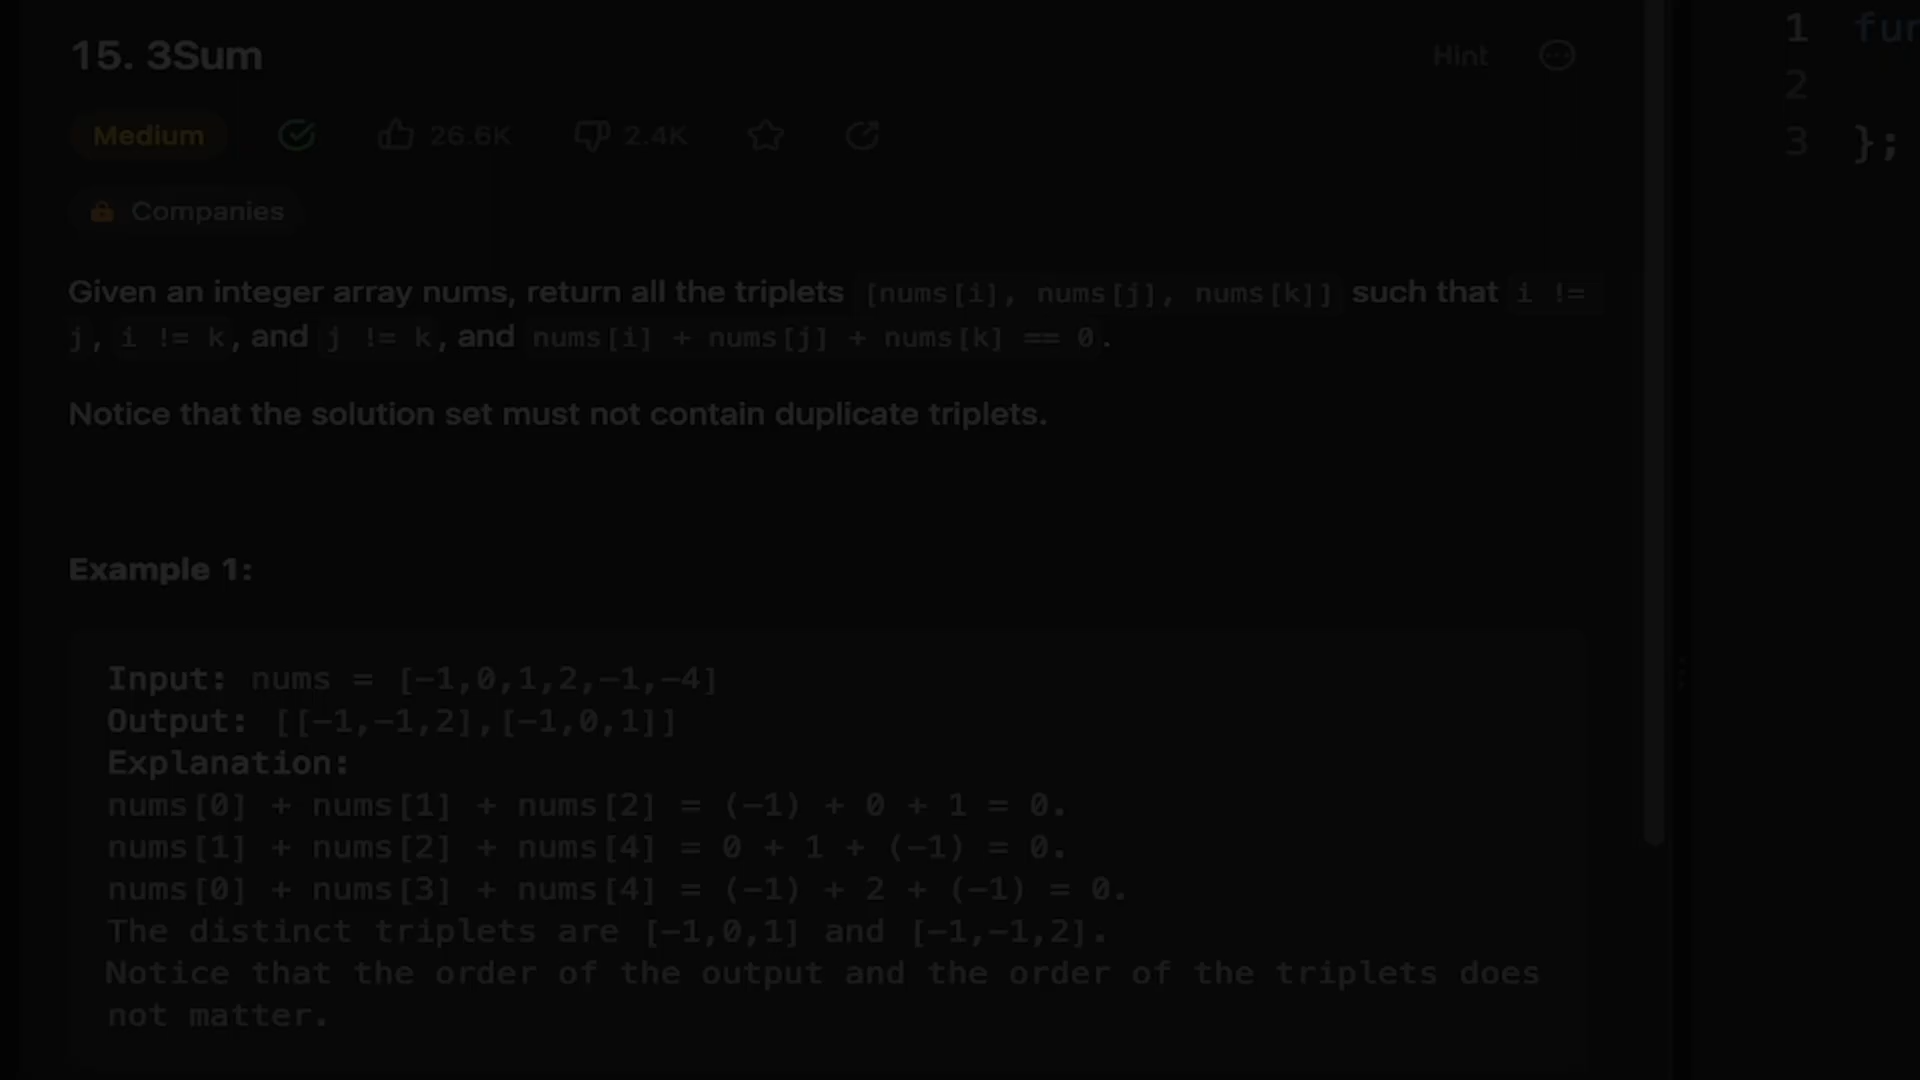 15. 3Sum
Hint
Medium 26.6K 2.4K
Companies
Given an integer array nums, return all the triplets [nums[i], nums[j], nums[k]] such that i !=
j, i != k, and j != k, and nums[i] + nums[j] + nums[k] == 0.
Notice that the solution set must not contain duplicate triplets.
Example 1:
Input: nums = [-1,0,1,2,-1,-4]
Output: [[-1,-1,2],[-1,0,1]]
Explanation:
nums[0] + nums[1] + nums[2] = (-1) + 0 + 1 = 0.
nums[1] + nums[2] + nums[4] = 0 + 1 + (-1) = 0.
nums[0] + nums[3] + nums[4] = (-1) + 2 + (-1) = 0.
The distinct triplets are [-1,0,1] and [-1,-1,2].
Notice that the order of the output and the order of the triplets does
not matter.
1 fun
2
3 };